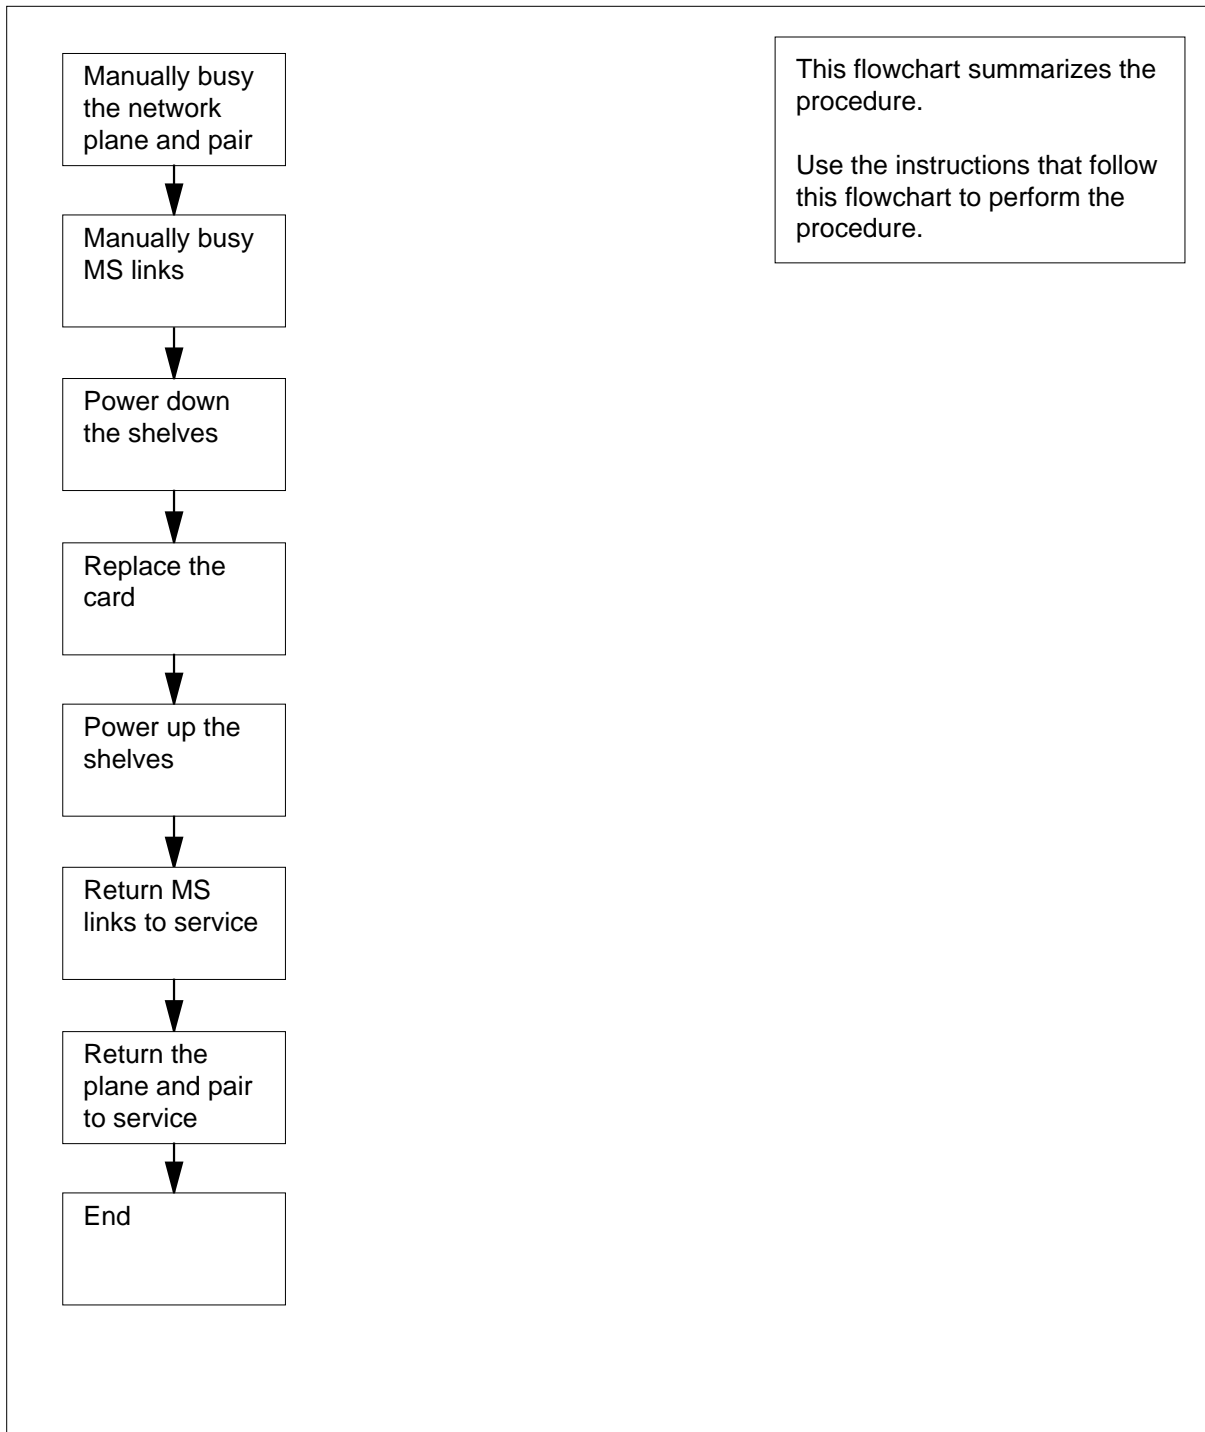 Manually busy
the network
plane and pair
Manually busy
MS links
Power down
the shelves
Replace the
card
Power up the
shelves
Return MS
links to service
Return the
plane and pair
to service
End
This flowchart summarizes the
procedure.
Use the instructions that follow
this flowchart to perform the
procedure.